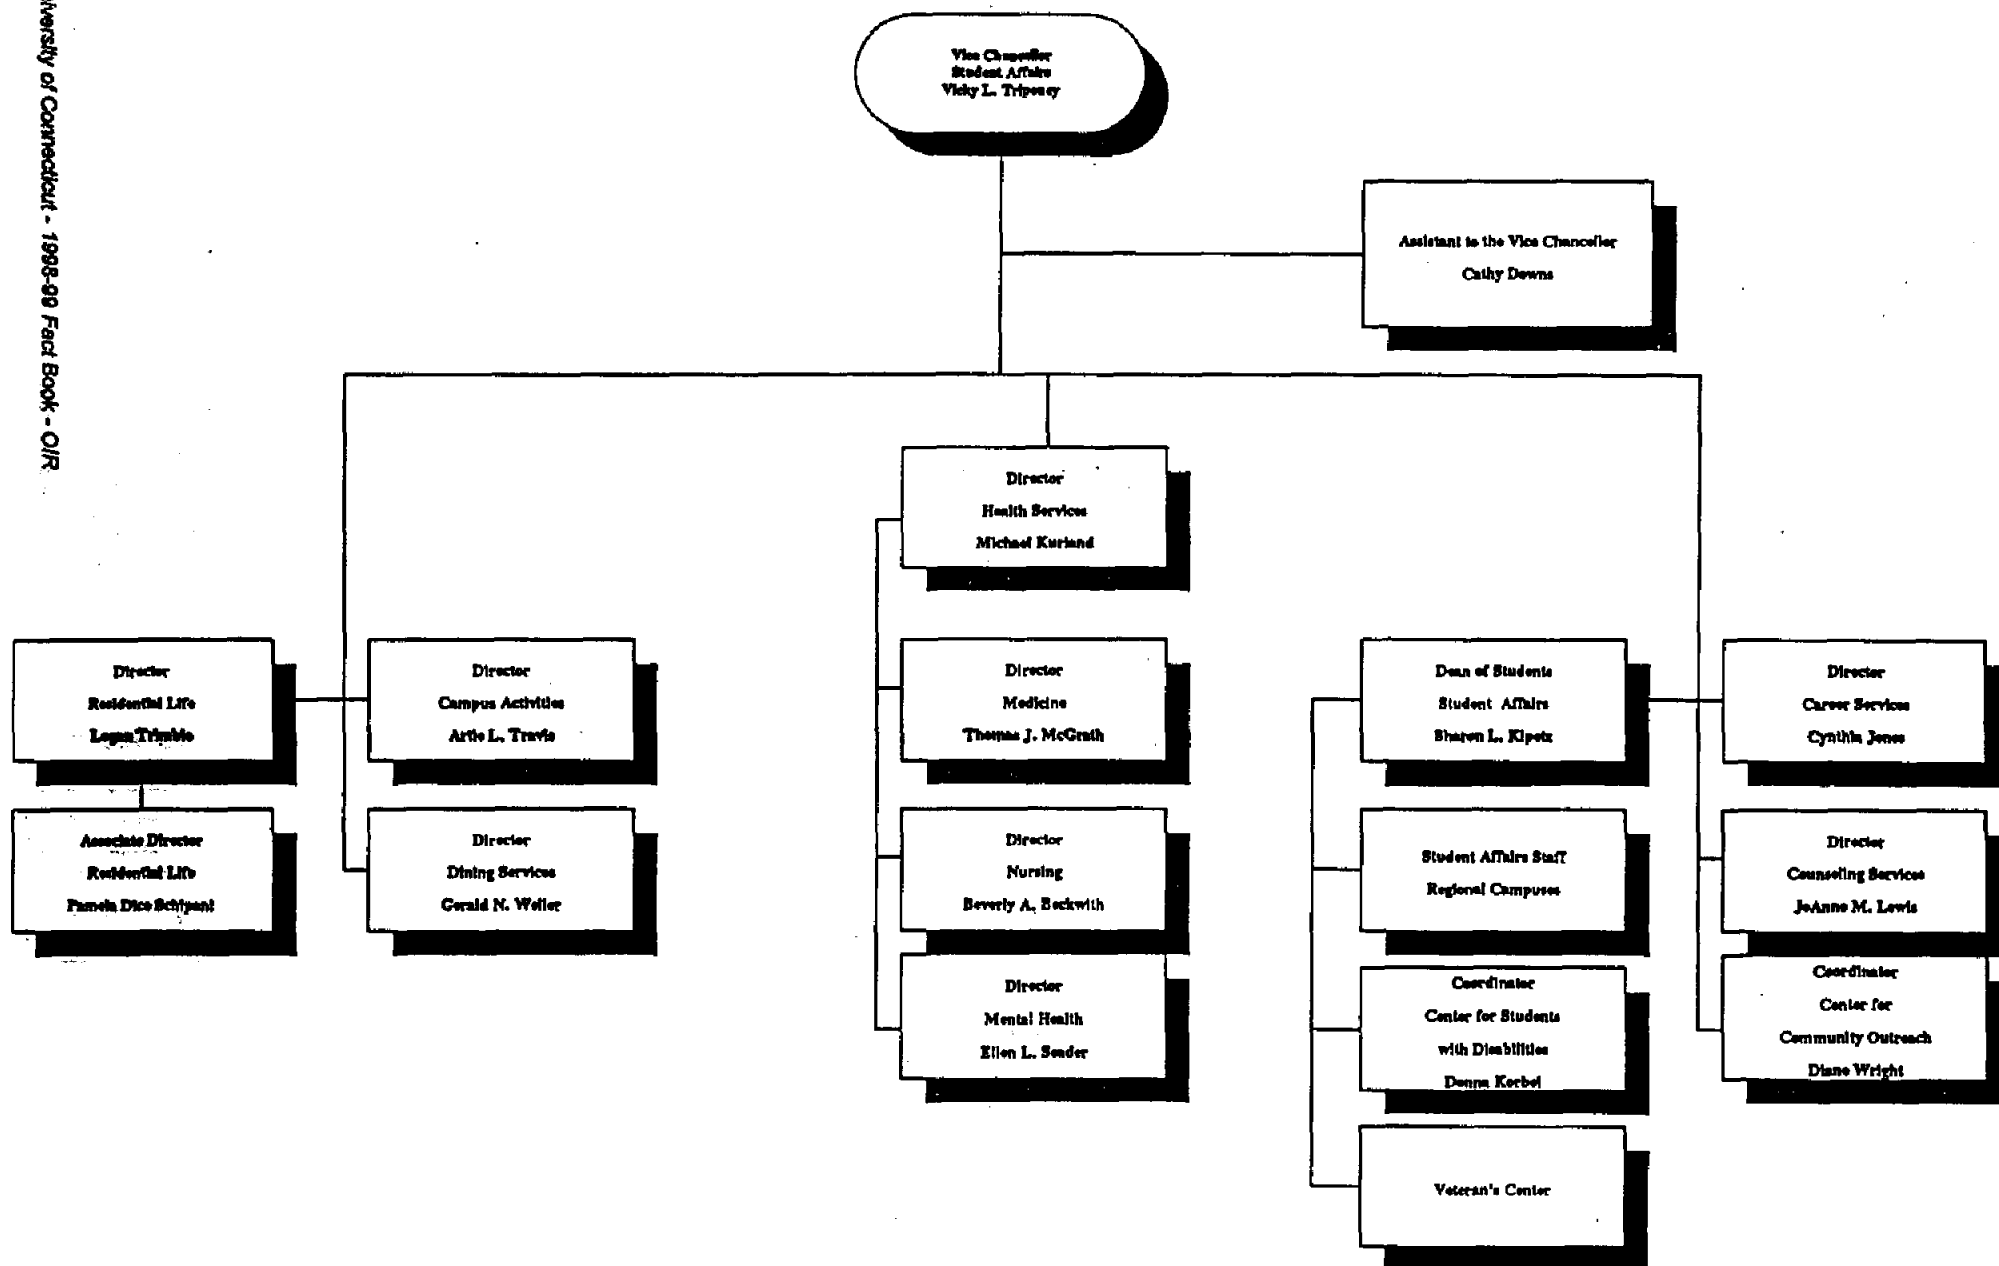 University of Connecticut - 1998-99 Fact Book - OIR
Vice Chancellor
Student Affairs
Vicky L. Triponey
Assistant to the Vice Chancellor
Cathy Downs
Director
Health Services
Michael Kurland
Director
Residential Life
Logan Trimble
Director
Campus Activities
Artie L. Travis
Director
Medicine
Thomas J. McGrath
Dean of Students
Student Affairs
Sharon L. Kipetz
Director
Career Services
Cynthia Jones
Associate Director
Residential Life
Pamela Dice Schipani
Director
Dining Services
Gerald N. Weller
Director
Nursing
Beverly A. Beckwith
Student Affairs Staff
Regional Campuses
Director
Counseling Services
JoAnne M. Lewis
Director
Mental Health
Ellen L. Sender
Coordinator
Center for Students
with Disabilities
Donna Korbel
Coordinator
Center for
Community Outreach
Diane Wright
Veteran's Center